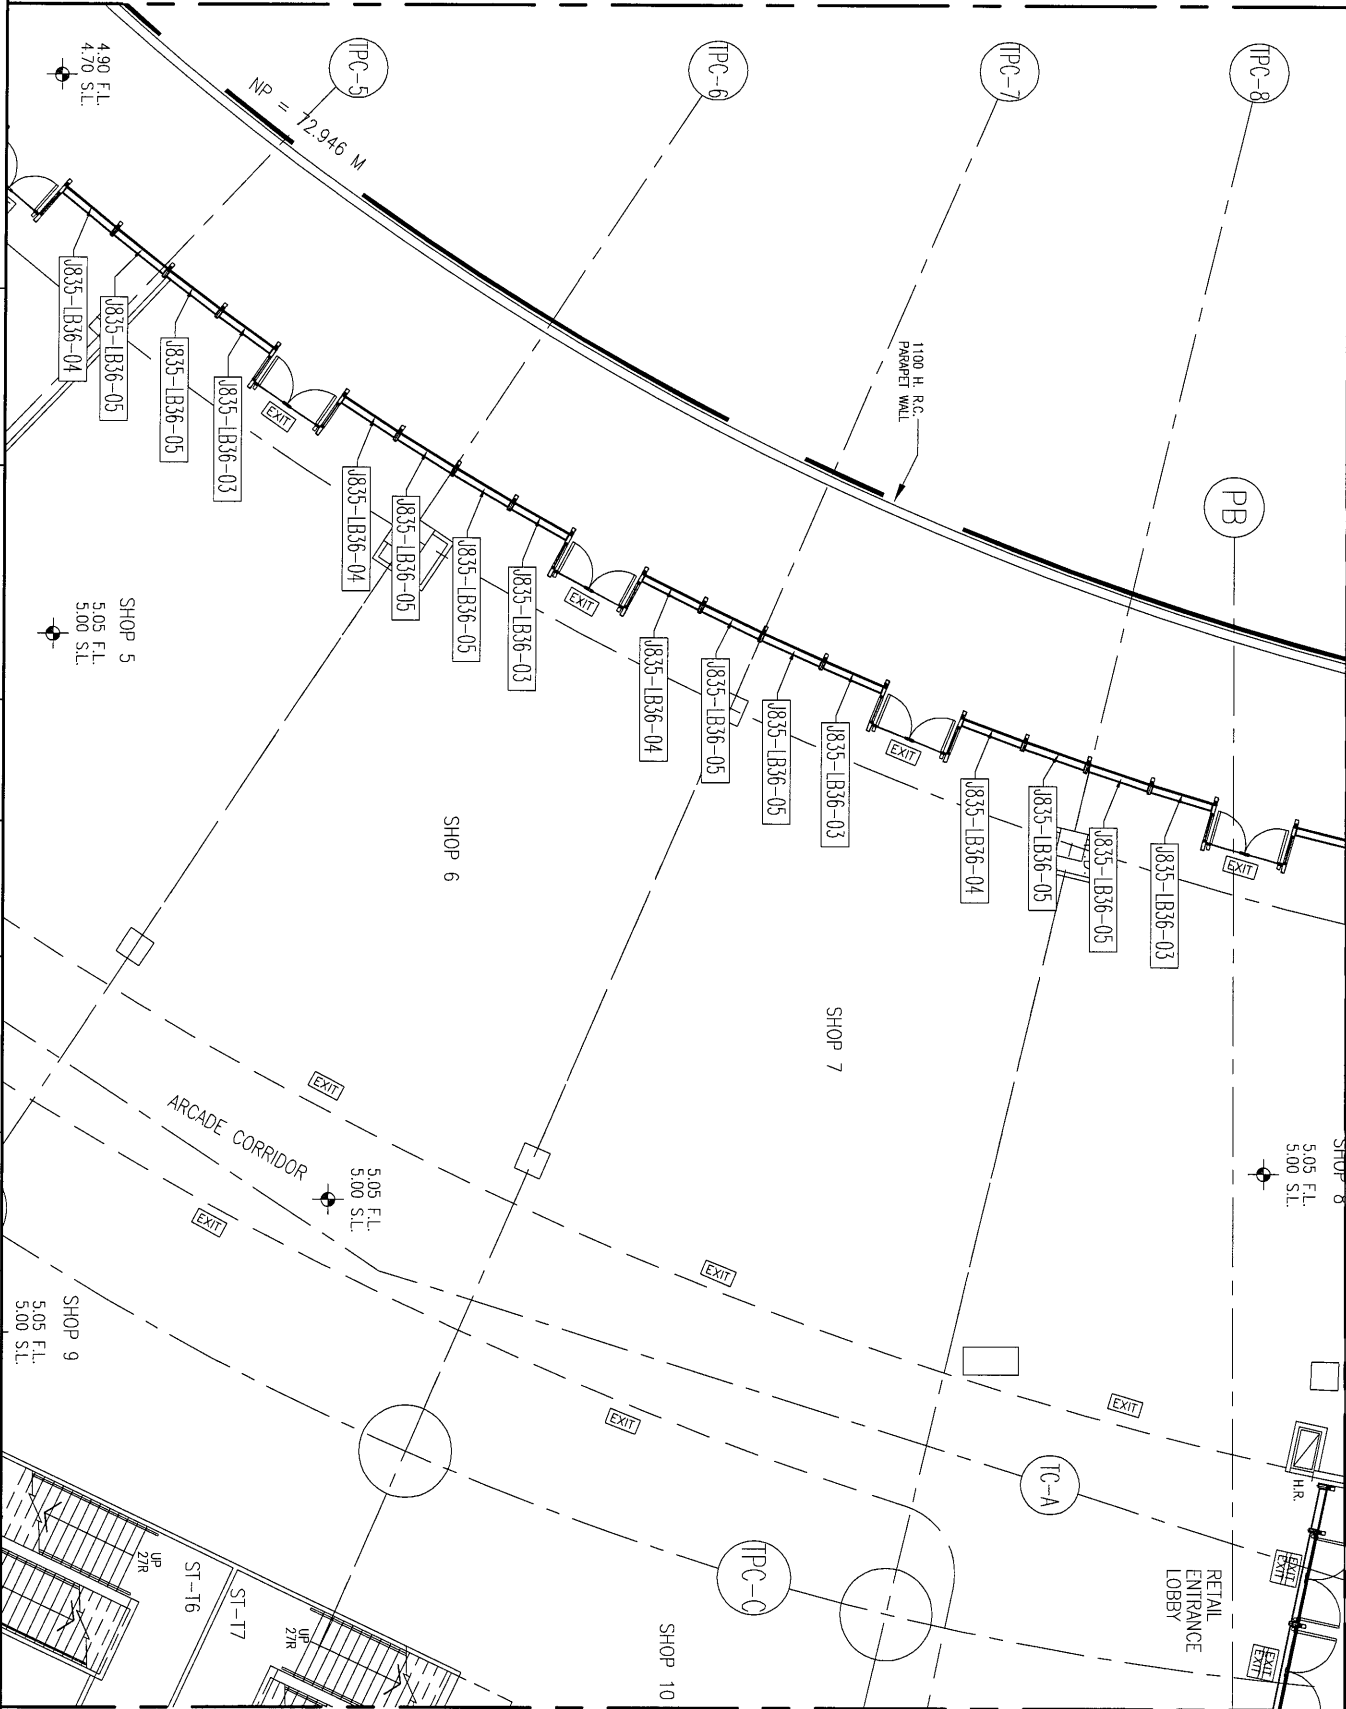 TPC-5
TPC-6
TPC-7
TPC-8
4.90 F.L.
4.70 S.L.
NP = 72.946 M
1100 H. R.C.
PARAPET WALL
PB
J835-LB36-04
J835-LB36-05
J835-LB36-05
J835-LB36-03
EXIT
J835-LB36-04
J835-LB36-05
J835-LB36-05
J835-LB36-03
EXIT
J835-LB36-04
J835-LB36-05
J835-LB36-05
J835-LB36-03
EXIT
J835-LB36-04
J835-LB36-05
J835-LB36-05
J835-LB36-03
EXIT
SHOP 5
5.05 F.L.
5.00 S.L.
SHOP 6
SHOP 7
SHOP 8
5.05 F.L.
5.00 S.L.
EXIT
ARCADE CORRIDOR
5.05 F.L.
5.00 S.L.
EXIT
EXIT
EXIT
EXIT
SHOP 9
5.05 F.L.
5.00 S.L.
TC-A
H.R.
TPC-C
EXIT
EXIT
RETAIL
ENTRANCE
LOBBY
EXIT
EXIT
UP
27R
ST-T6
ST-T7
UP
27R
SHOP 10